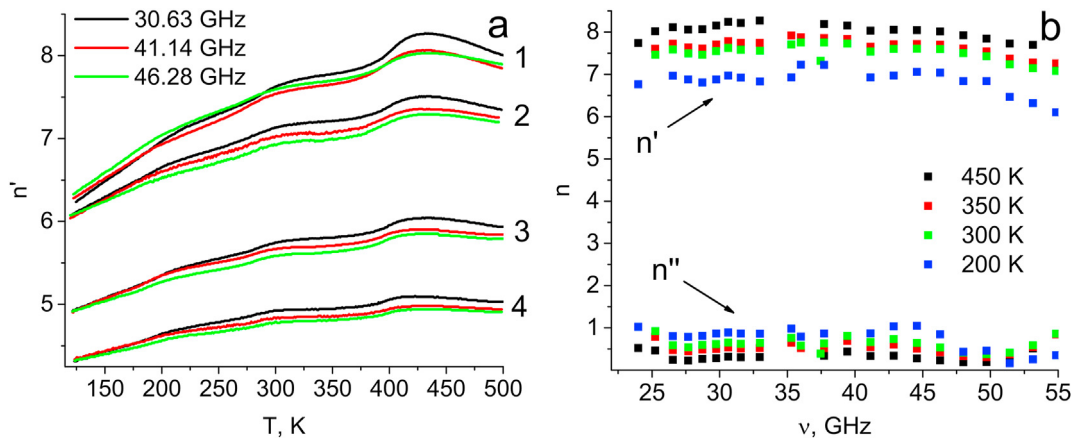 a
30.63 GHz
41.14 GHz
46.28 GHz
8
7
6
5
n'
1
2
3
4
125 150 200 250 300 350 400 450 500
T, K
b
8
7
6
5
4
3
2
1
n
n'
n"
450 K
350 K
300 K
200 K
25 30 35 40 45 50 55
ν, GHz